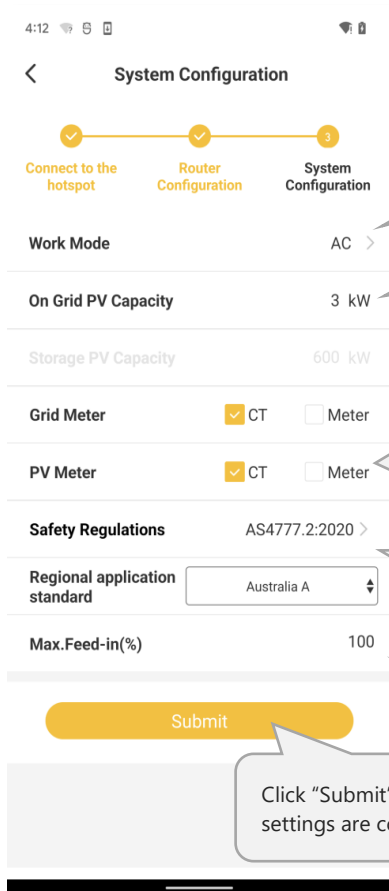 4:12
System Configuration
3
Connect to the
hotspot
Router
Configuration
System
Configuration
Work Mode AC >
On Grid PV Capacity 3 kW
Storage PV Capacity 600 kW
Grid Meter CT Meter
PV Meter CT Meter
Safety Regulations AS4777.2:2020 >
Regional application
standard Australia A
Max.Feed-in(%) 100
Submit
Click “Submit”
settings are